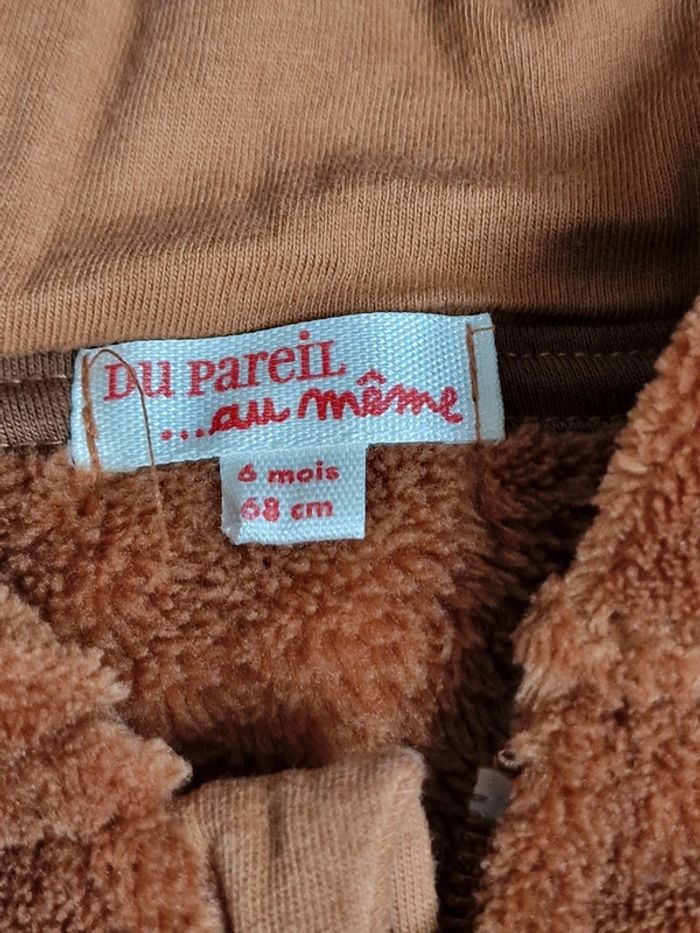 DU PAREIL
...au même
6 mois
68 cm